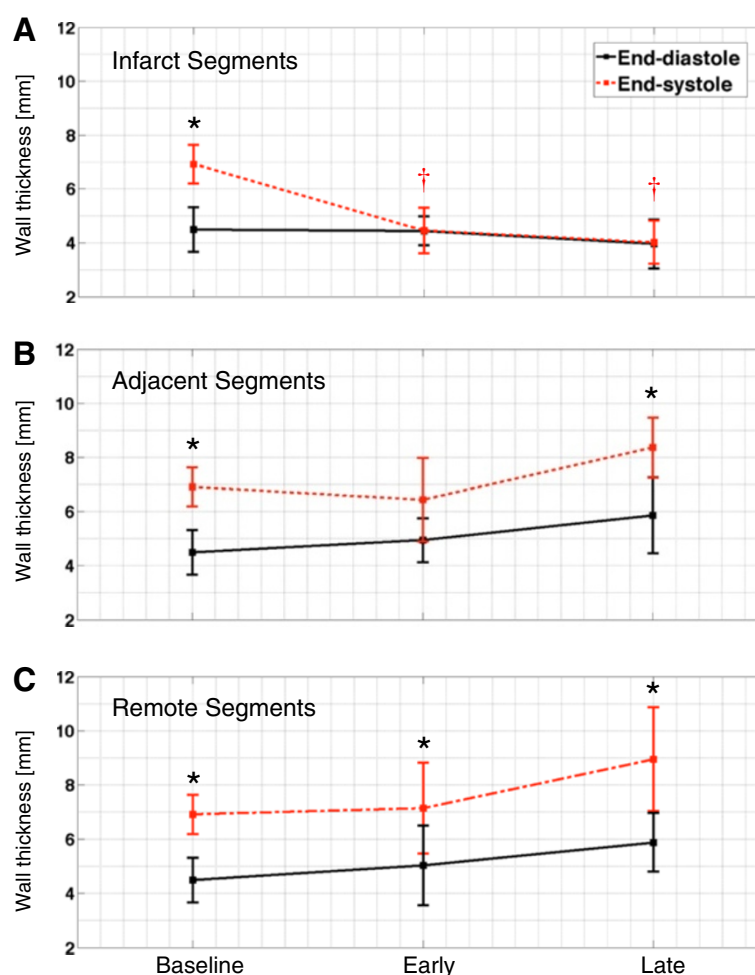 A
12
10
8
6
4
2
Wall thickness [mm]
Infarct Segments
End-diastole
End-systole
*
†
†
B
12
10
8
6
4
2
Wall thickness [mm]
Adjacent Segments
*
*
C
12
10
8
6
4
2
Wall thickness [mm]
Remote Segments
*
*
*
Baseline Early Late